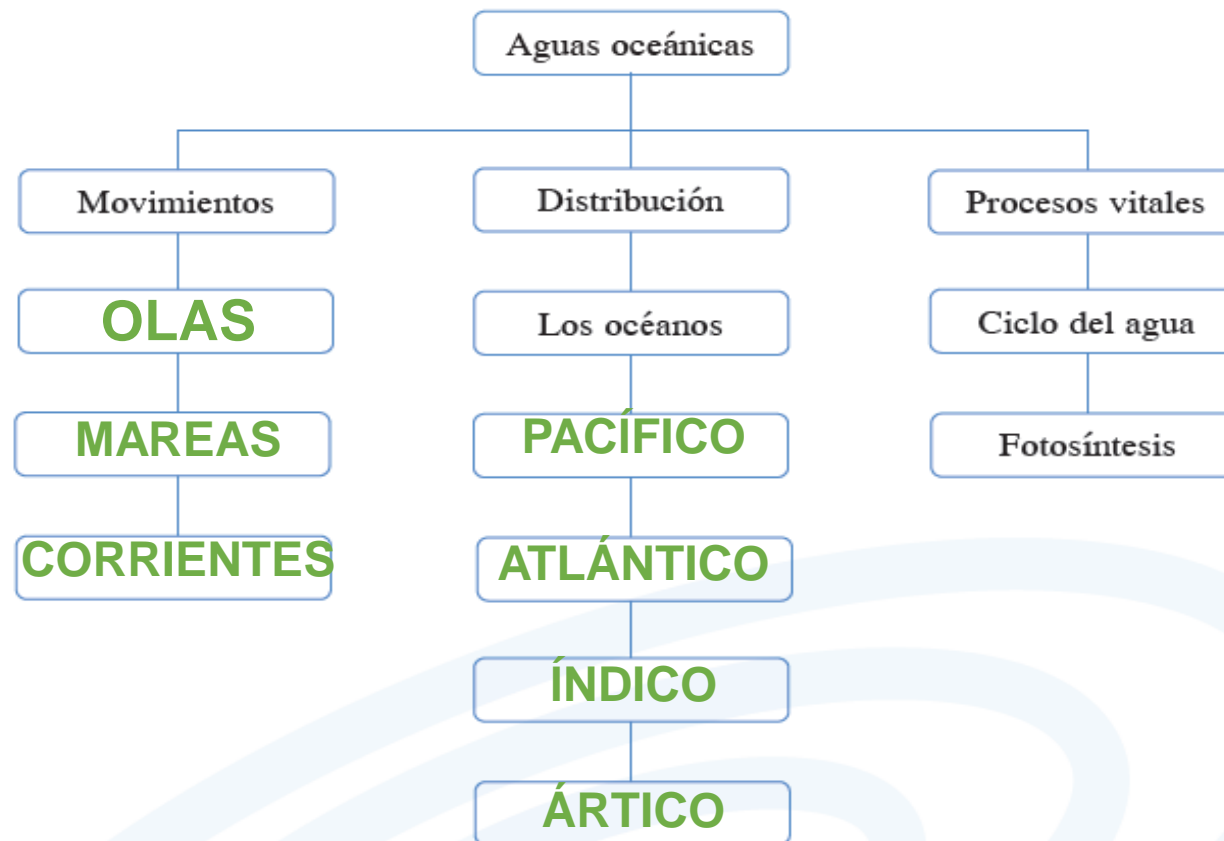 Aguas oceánicas
Movimientos
Distribución
Procesos vitales
OLAS
Los océanos
Ciclo del agua
MAREAS
PACÍFICO
Fotosíntesis
CORRIENTES
ATLÁNTICO
ÍNDICO
ÁRTICO